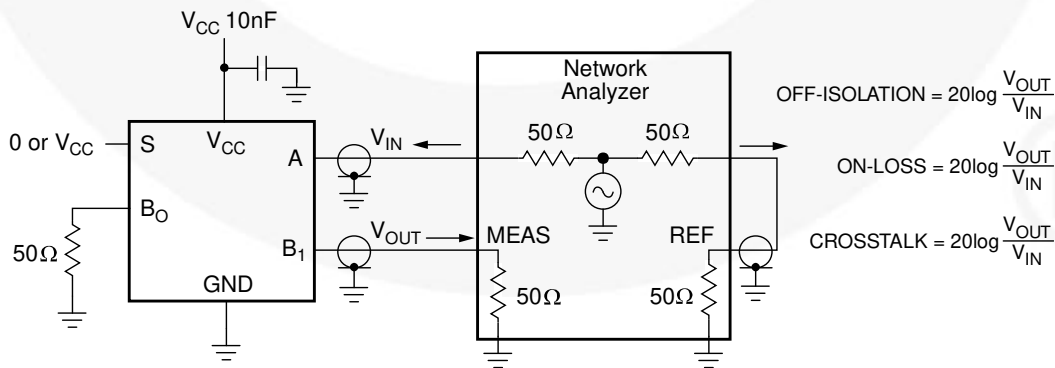 V_CC 10nF
Network
Analyzer
OFF-ISOLATION = 20log V_OUT / V_IN
0 or V_CC
S
V_CC
A
V_IN
50Ω
50Ω
ON-LOSS = 20log V_OUT / V_IN
B_O
B_1
V_OUT
MEAS
REF
CROSSTALK = 20log V_OUT / V_IN
50Ω
GND
50Ω
50Ω